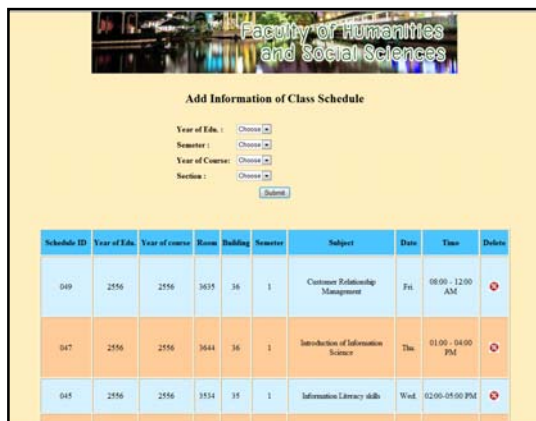 Faculty of Humanities
and Social Sciences
Add Information of Class Schedule
Year of Edu. : Choose
Semeter : Choose
Year of Course: Choose
Section : Choose
Submit
Schedule ID Year of Edu. Year of course Room Building Semeter Subject Date Time Delete
049 2556 2556 3635 36 1 Customer Relationship Management Fri. 08:00 - 12:00 AM
047 2556 2556 3644 36 1 Introduction of Information Science Thu. 01:00 - 04:00 PM
045 2556 2556 3534 35 1 Information Literacy skills Wed. 02:00-05:00 PM